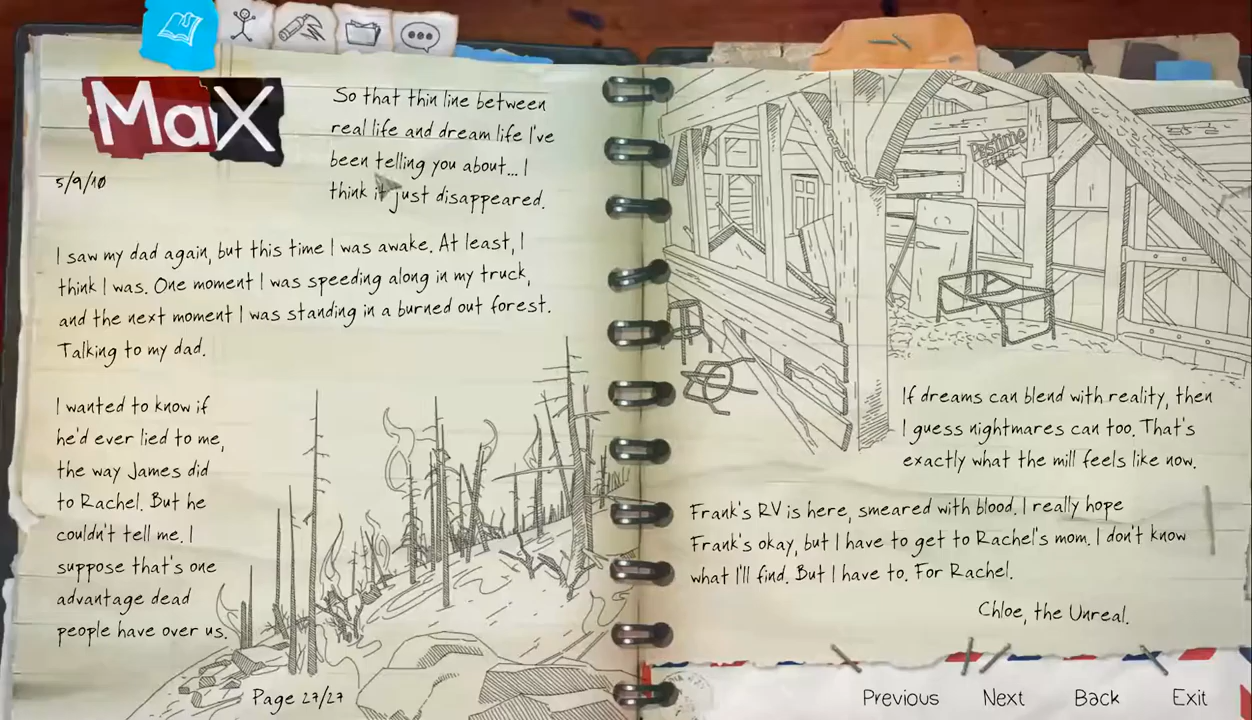 MaX
5/9/10
So that thin line between
real life and dream life I've
been telling you about... I
think it just disappeared.
I saw my dad again, but this time I was awake. At least, I
think I was. One moment I was speeding along in my truck,
and the next moment I was standing in a burned out forest.
Talking to my dad.
I wanted to know if
he'd ever lied to me,
the way James did
to Rachel. But he
couldn't tell me. I
suppose that's one
advantage dead
people have over us.
Page 27/27
Pastime
If dreams can blend with reality, then
I guess nightmares can too. That's
exactly what the mill feels like now.
Frank's RV is here, smeared with blood. I really hope
Frank's okay, but I have to get to Rachel's mom. I don't know
what I'll find. But I have to. For Rachel.
Chloe, the Unreal.
Previous Next Back Exit